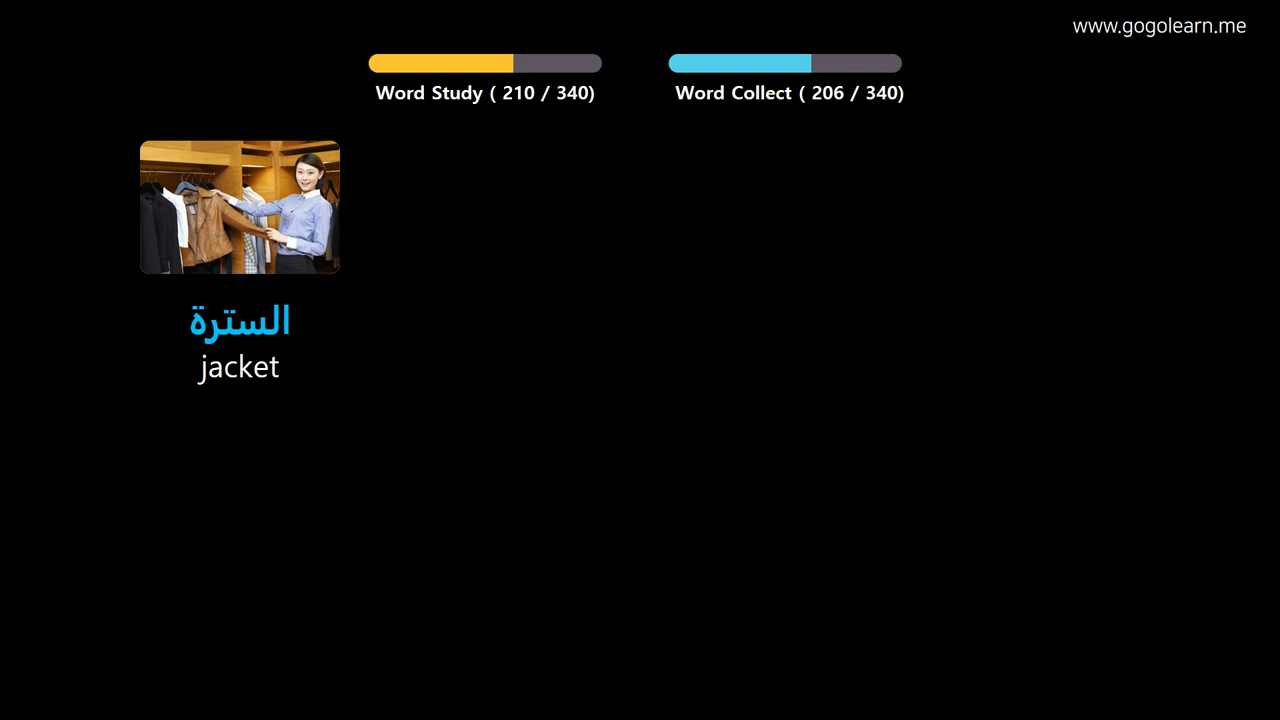 www.gogolearn.me
Word Study ( 210 / 340)
Word Collect ( 206 / 340)
السترة
jacket